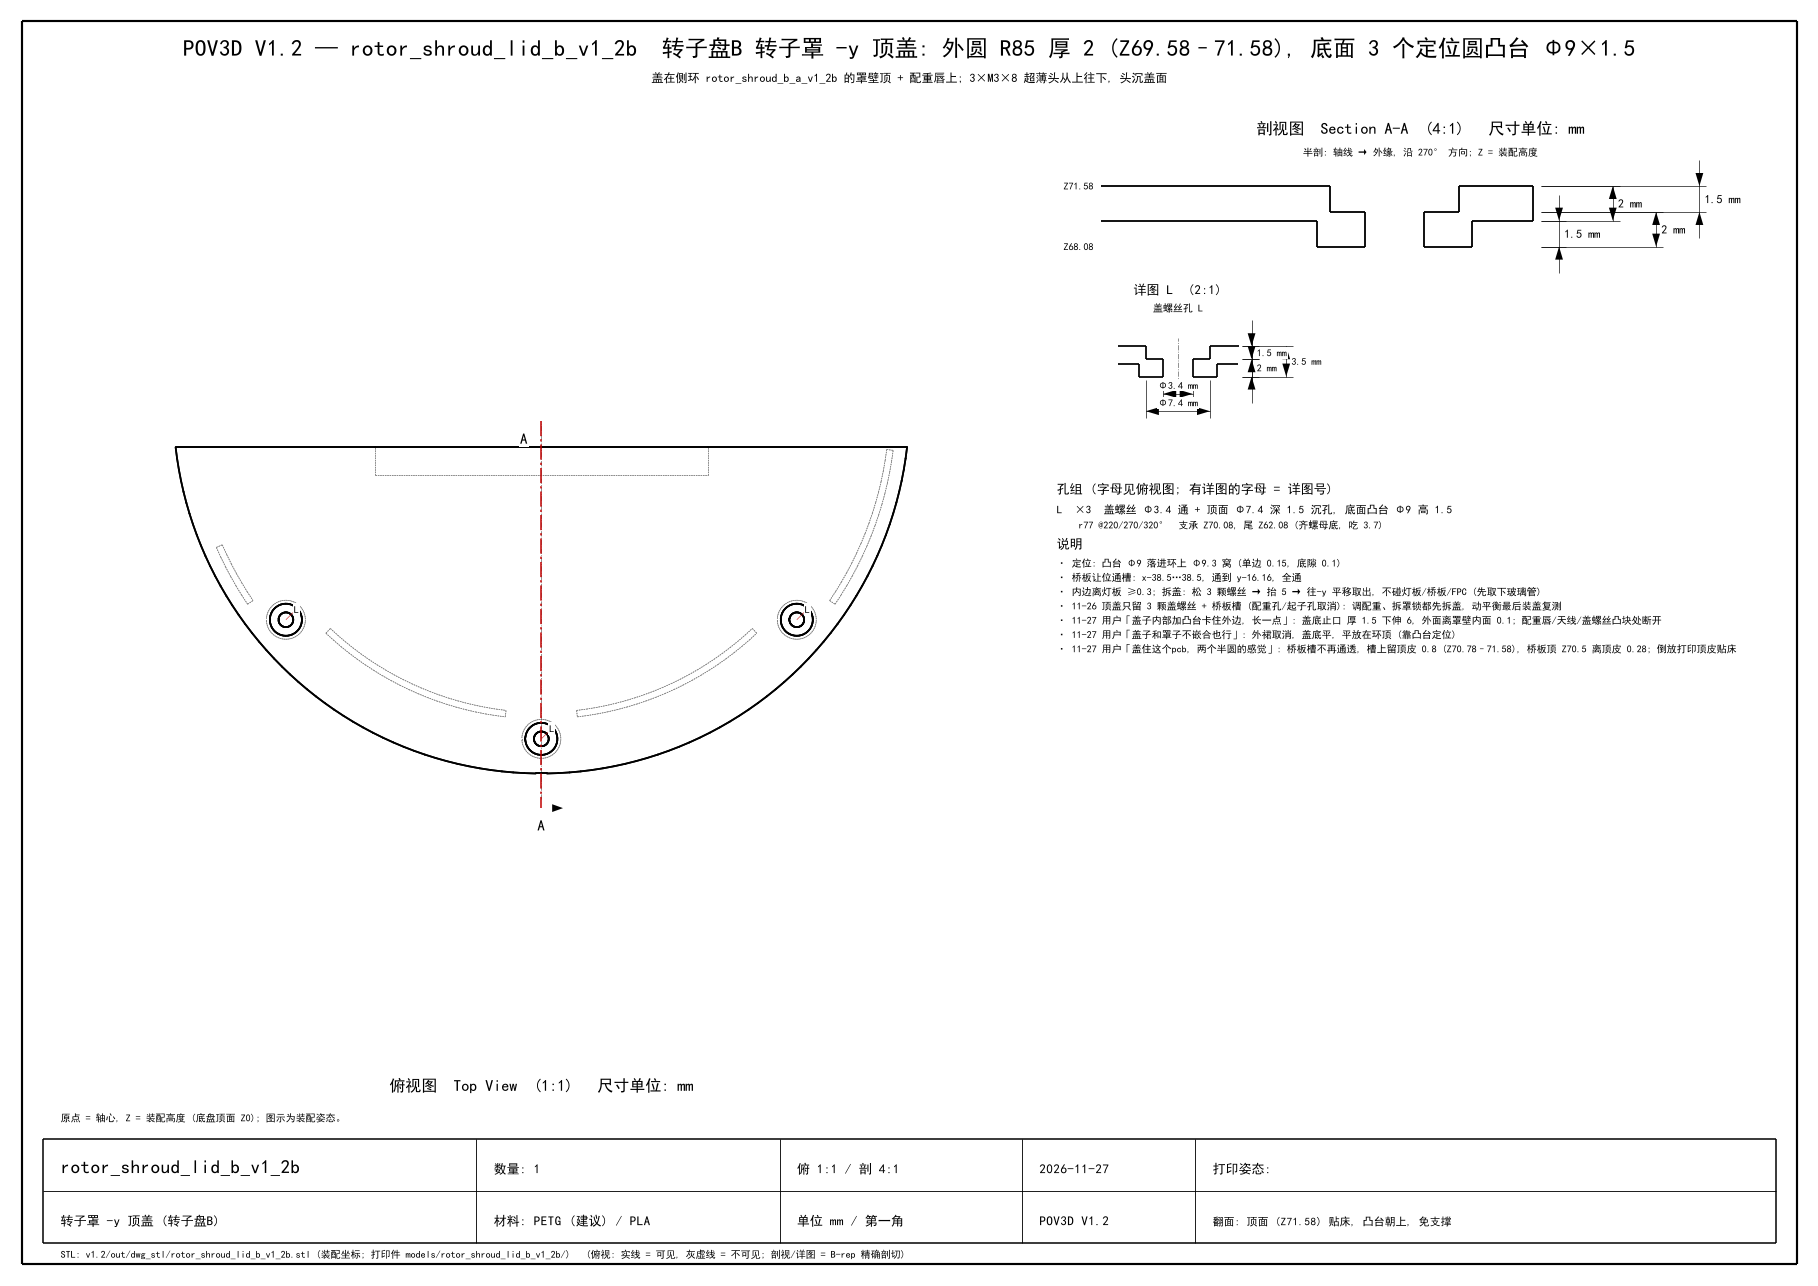 POV3D V1.2 — rotor_shroud_lid_b_v1_2b  转子盘B 转子罩 -y 顶盖: 外圆 R85 厚 2 (Z69.58–71.58), 底面 3 个定位圆凸台 Φ9×1.5
盖在侧环 rotor_shroud_b_a_v1_2b 的罩壁顶 + 配重唇上; 3×M3×8 超薄头从上往下, 头沉盖面
剖视图  Section A-A  (4:1)   尺寸单位: mm
半剖: 轴线 → 外缘, 沿 270° 方向; Z = 装配高度
Z71.58
2 mm
1.5 mm
1.5 mm
2 mm
Z68.08
详图 L  (2:1)
盖螺丝孔 L
1.5 mm
3.5 mm
2 mm
Φ3.4 mm
Φ7.4 mm
A
L
L
L
A
孔组 (字母见俯视图; 有详图的字母 = 详图号)
L  ×3  盖螺丝 Φ3.4 通 + 顶面 Φ7.4 深 1.5 沉孔, 底面凸台 Φ9 高 1.5
r77 @220/270/320°  支承 Z70.08, 尾 Z62.08 (齐螺母底, 吃 3.7)
说明
· 定位: 凸台 Φ9 落进环上 Φ9.3 窝 (单边 0.15, 底隙 0.1)
· 桥板让位通槽: x-38.5…38.5, 通到 y-16.16, 全通
· 内边离灯板 ≥0.3; 拆盖: 松 3 颗螺丝 → 抬 5 → 往-y 平移取出, 不碰灯板/桥板/FPC (先取下玻璃管)
· 11-26 顶盖只留 3 颗盖螺丝 + 桥板槽 (配重孔/起子孔取消): 调配重、拆罩锁都先拆盖, 动平衡最后装盖复测
· 11-27 用户「盖子内部加凸台卡住外边, 长一点」: 盖底止口 厚 1.5 下伸 6, 外面离罩壁内面 0.1; 配重唇/天线/盖螺丝凸块处断开
· 11-27 用户「盖子和罩子不嵌合也行」: 外裙取消, 盖底平, 平放在环顶 (靠凸台定位)
· 11-27 用户「盖住这个pcb, 两个半圆的感觉」: 桥板槽不再通透, 槽上留顶皮 0.8 (Z70.78–71.58), 桥板顶 Z70.5 离顶皮 0.28; 倒放打印顶皮贴床
俯视图  Top View  (1:1)   尺寸单位: mm
原点 = 轴心, Z = 装配高度 (底盘顶面 Z0); 图示为装配姿态。
rotor_shroud_lid_b_v1_2b
数量: 1
俯 1:1 / 剖 4:1
2026-11-27
打印姿态:
转子罩 -y 顶盖 (转子盘B)
材料: PETG (建议) / PLA
单位 mm / 第一角
POV3D V1.2
翻面: 顶面 (Z71.58) 贴床, 凸台朝上, 免支撑
STL: v1.2/out/dwg_stl/rotor_shroud_lid_b_v1_2b.stl (装配坐标; 打印件 models/rotor_shroud_lid_b_v1_2b/)   (俯视: 实线 = 可见, 灰虚线 = 不可见; 剖视/详图 = B-rep 精确剖切)